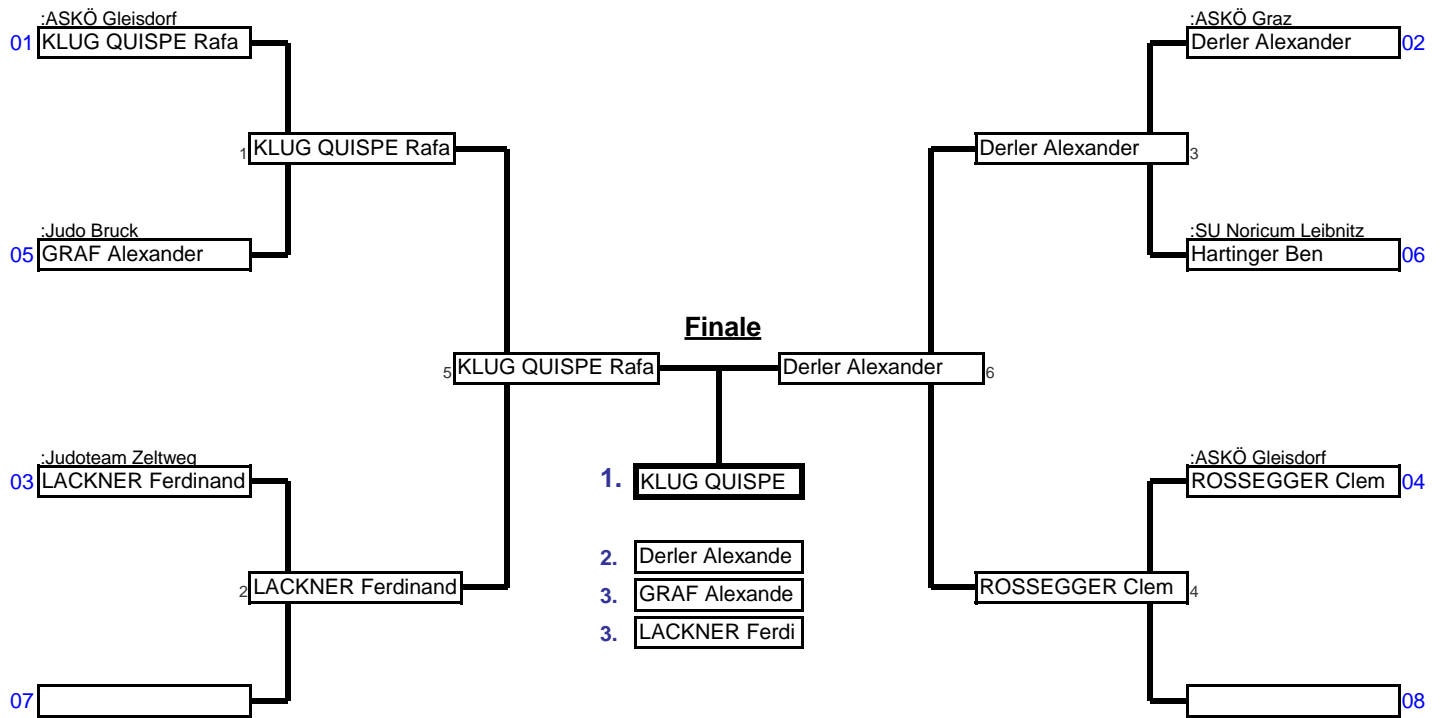 :ASKÖ Gleisdorf
01 KLUG QUISPE Rafa
:ASKÖ Graz
Derler Alexander 02
1 KLUG QUISPE Rafa
Derler Alexander 3
:Judo Bruck
05 GRAF Alexander
:SU Noricum Leibnitz
Hartinger Ben 06
Finale
5 KLUG QUISPE Rafa
Derler Alexander 6
:Judoteam Zeltweg
03 LACKNER Ferdinand
:ASKÖ Gleisdorf
ROSSEGGER Clem 04
1. KLUG QUISPE
2. Derler Alexande
3. GRAF Alexande
3. LACKNER Ferdi
2 LACKNER Ferdinand
ROSSEGGER Clem 4
07
08